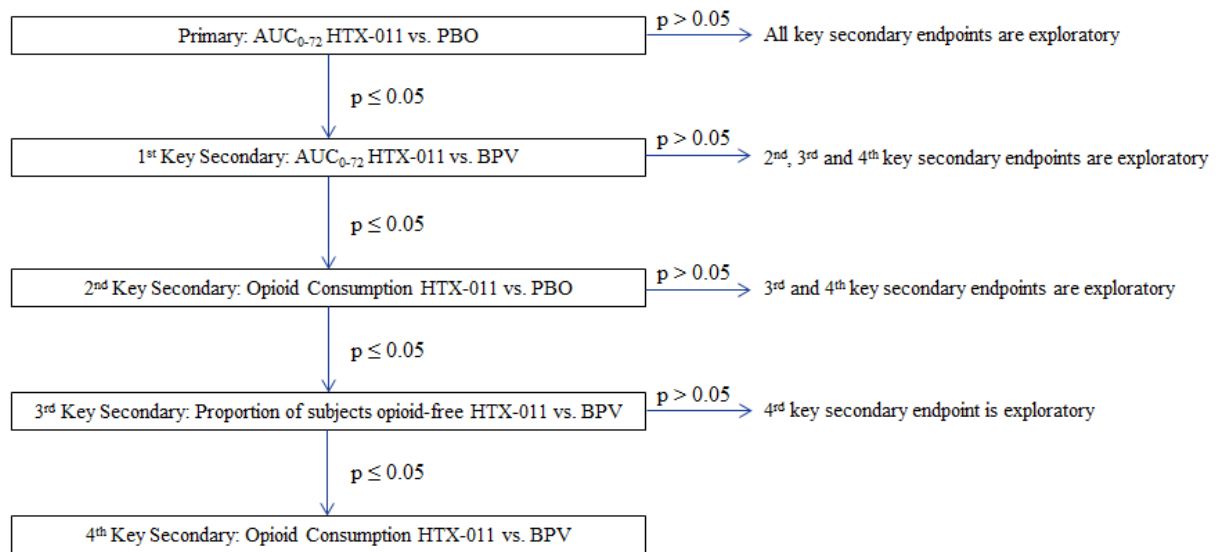 Primary: AUC₀₋₇₂ HTX-011 vs. PBO
p > 0.05
All key secondary endpoints are exploratory
p ≤ 0.05
1ˢᵗ Key Secondary: AUC₀₋₇₂ HTX-011 vs. BPV
p > 0.05
2ⁿᵈ, 3ʳᵈ and 4ᵗʰ key secondary endpoints are exploratory
p ≤ 0.05
2ⁿᵈ Key Secondary: Opioid Consumption HTX-011 vs. PBO
p > 0.05
3ʳᵈ and 4ᵗʰ key secondary endpoints are exploratory
p ≤ 0.05
3ʳᵈ Key Secondary: Proportion of subjects opioid-free HTX-011 vs. BPV
p > 0.05
4ʳᵈ key secondary endpoint is exploratory
p ≤ 0.05
4ᵗʰ Key Secondary: Opioid Consumption HTX-011 vs. BPV